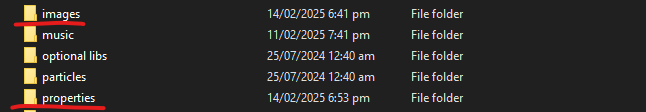 images 14/02/2025 6:41 pm File folder
music 11/02/2025 7:41 pm File folder
optional libs 25/07/2024 12:40 am File folder
particles 25/07/2024 12:40 am File folder
properties 14/02/2025 6:53 pm File folder